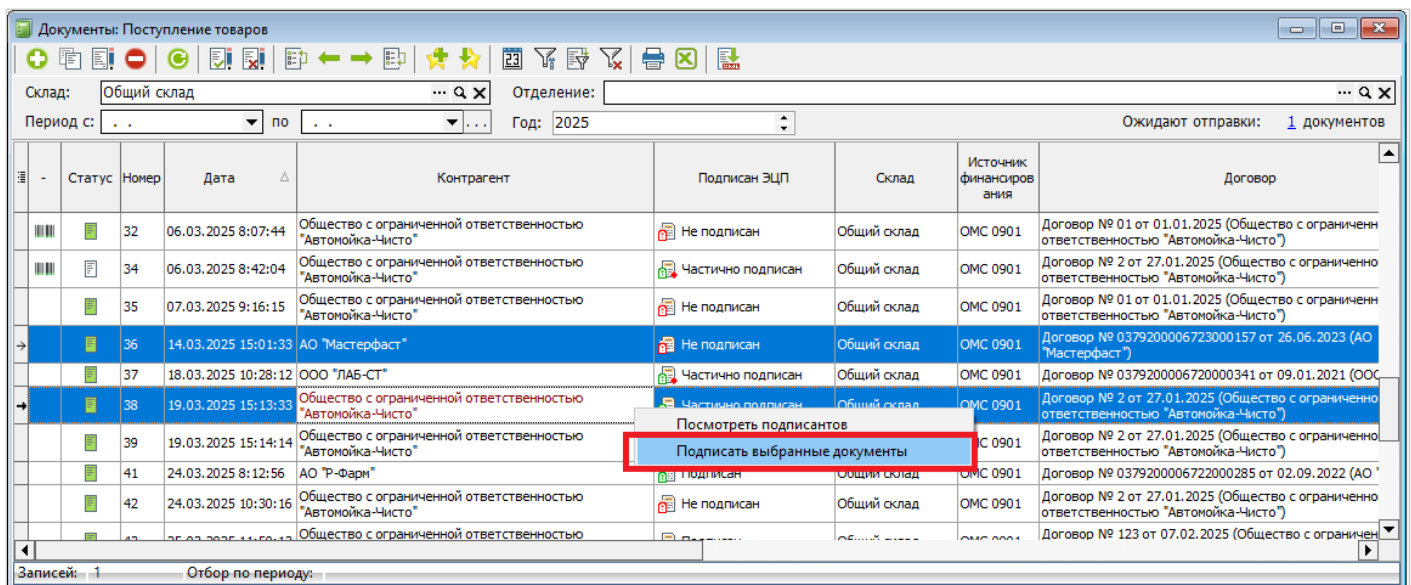 Документы: Поступление товаров
23
XML
Склад: Общий склад ... Отделение: ...
Период с: . . по . . ... Год: 2025 Ожидают отправки: 1 документов
- Статус Номер Дата Контрагент Подписан ЭЦП Склад Источник финансиров ания Договор
32 06.03.2025 8:07:44 Общество с ограниченной ответственностью "Автомойка-Чисто" Не подписан Общий склад ОМС 0901 Договор № 01 от 01.01.2025 (Общество с ограниченн ответственностью "Автомойка-Чисто")
34 06.03.2025 8:42:04 Общество с ограниченной ответственностью "Автомойка-Чисто" Частично подписан Общий склад ОМС 0901 Договор № 2 от 27.01.2025 (Общество с ограниченно ответственностью "Автомойка-Чисто")
35 07.03.2025 9:16:15 Общество с ограниченной ответственностью "Автомойка-Чисто" Не подписан Общий склад ОМС 0901 Договор № 01 от 01.01.2025 (Общество с ограниченн ответственностью "Автомойка-Чисто")
36 14.03.2025 15:01:33 АО "Мастерфаст" Не подписан Общий склад ОМС 0901 Договор № 0379200006723000157 от 26.06.2023 (АО "Мастерфаст")
37 18.03.2025 10:28:12 ООО "ЛАБ-СТ" Частично подписан Общий склад ОМС 0901 Договор № 0379200006720000341 от 09.01.2021 (ООО
38 19.03.2025 15:13:33 Общество с ограниченной ответственностью "Автомойка-Чисто" Частично подписан Общий склад ОМС 0901 Договор № 2 от 27.01.2025 (Общество с ограниченно ответственностью "Автомойка-Чисто")
Посмотреть подписантов
Подписать выбранные документы
39 19.03.2025 15:14:14 Общество с ограниченной ответственностью "Автомойка-Чисто" 0901 Договор № 2 от 27.01.2025 (Общество с ограниченно ответственностью "Автомойка-Чисто")
41 24.03.2025 8:12:56 АО "Р-Фарм" Подписан Общий склад ОМС 0901 Договор № 0379200006722000285 от 02.09.2022 (АО "
42 24.03.2025 10:30:16 Общество с ограниченной ответственностью "Автомойка-Чисто" Не подписан Общий склад ОМС 0901 Договор № 2 от 27.01.2025 (Общество с ограниченно ответственностью "Автомойка-Чисто")
Общество с ограниченной ответственностью Договор № 123 от 07.02.2025 (Общество с ограничен
Записей: 1 Отбор по периоду: